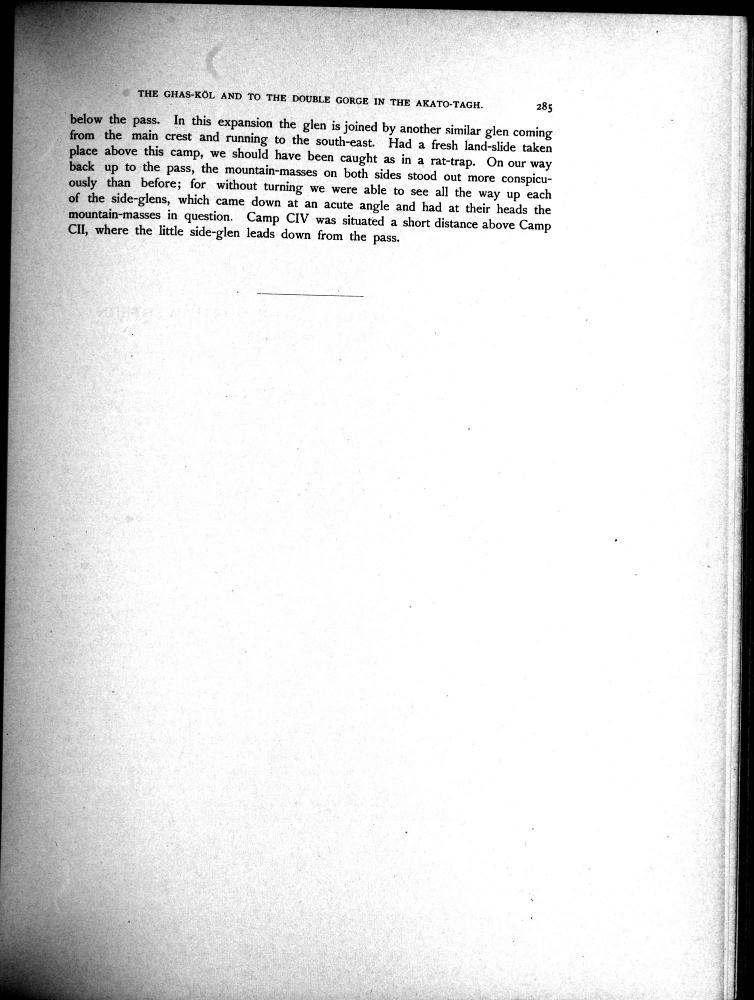 THE GHAS-KÖL AND TO THE DOUBLE GORGE IN THE AKATO-TAGH. 285
below the pass. In this expansion the glen is joined by another similar glen coming
from the main crest and running to the south-east. Had a fresh land-slide taken
place above this camp, we should have been caught as in a rat-trap. On our way
back up to the pass, the mountain-masses on both sides stood out more conspicu-
ously than before; for without turning we were able to see all the way up each
of the side-glens, which came down at an acute angle and had at their heads the
mountain-masses in question. Camp CIV was situated a short distance above Camp
CII, where the little side-glen leads down from the pass.